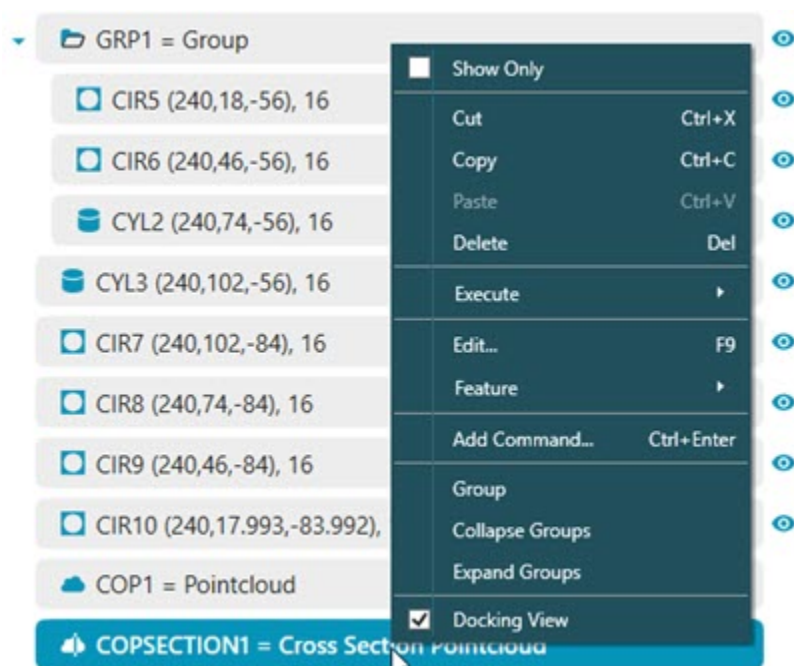 GRP1 = Group
CIR5 (240,18,-56), 16
CIR6 (240,46,-56), 16
CYL2 (240,74,-56), 16
CYL3 (240,102,-56), 16
CIR7 (240,102,-84), 16
CIR8 (240,74,-84), 16
CIR9 (240,46,-84), 16
CIR10 (240,17.993,-83.992),
COP1 = Pointcloud
COPSECTION1 = Cross Section Pointcloud
Show Only
Cut Ctrl+X
Copy Ctrl+C
Paste Ctrl+V
Delete Del
Execute
Edit... F9
Feature
Add Command... Ctrl+Enter
Group
Collapse Groups
Expand Groups
Docking View